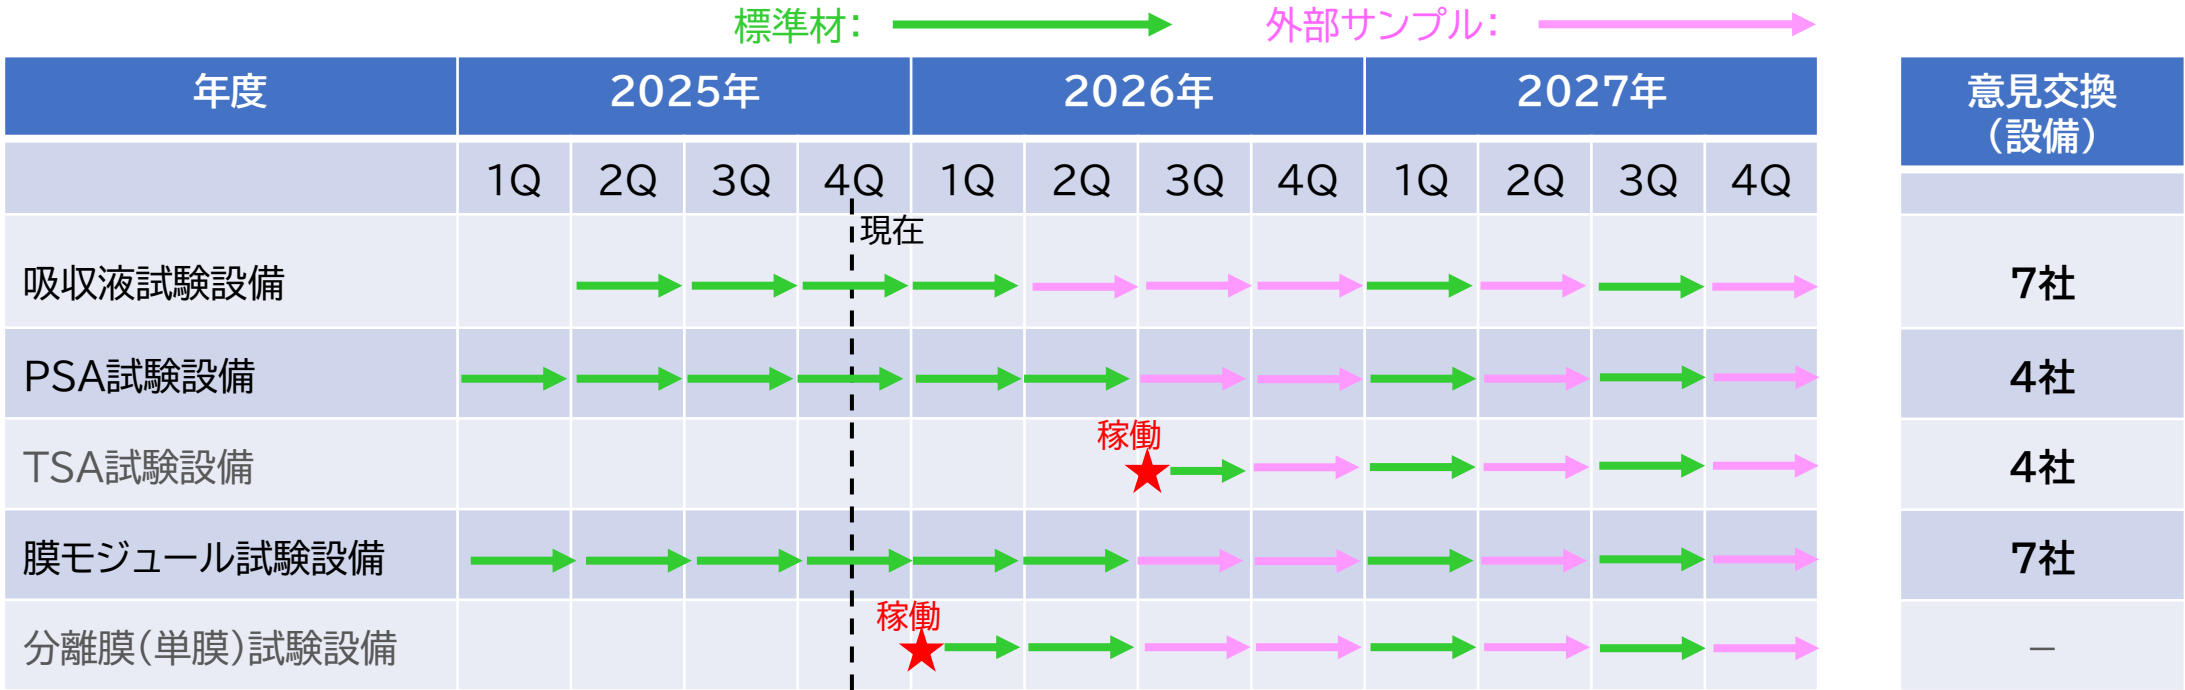 標準材： 外部サンプル：
年度 2025年 2026年 2027年 意見交換
（設備）
1Q 2Q 3Q 4Q 1Q 2Q 3Q 4Q 1Q 2Q 3Q 4Q
現在
吸収液試験設備 7社
PSA試験設備 4社
稼働
TSA試験設備 4社
膜モジュール試験設備 7社
稼働
分離膜(単膜)試験設備 －